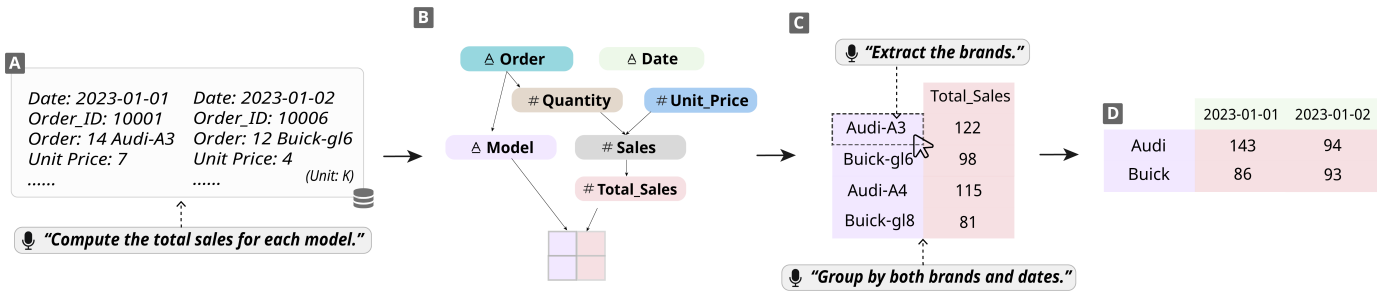 A
Date: 2023-01-01
Order_ID: 10001
Order: 14 Audi-A3
Unit Price: 7
......
Date: 2023-01-02
Order_ID: 10006
Order: 12 Buick-gl6
Unit Price: 4
......
(Unit: K)
“Compute the total sales for each model.”
B
A Order
A Date
# Quantity
# Unit_Price
A Model
# Sales
# Total_Sales
C
“Extract the brands.”
Total_Sales
Audi-A3 122
Buick-gl6 98
Audi-A4 115
Buick-gl8 81
“Group by both brands and dates.”
D
2023-01-01 2023-01-02
Audi 143 94
Buick 86 93